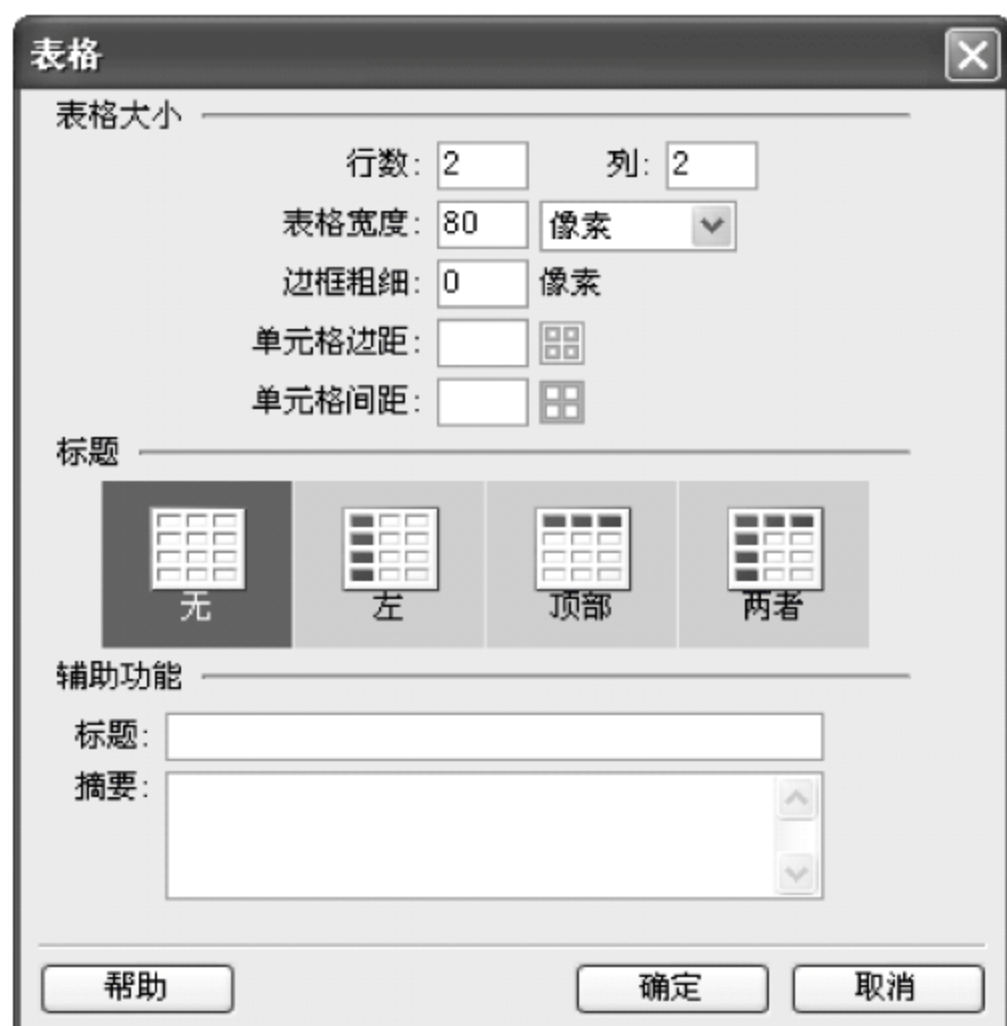 表格
表格大小
行数: 2 列: 2
表格宽度: 80 像素
边框粗细: 0 像素
单元格边距:
单元格间距:
标题
无 左 顶部 两者
辅助功能
标题:
摘要:
帮助 确定 取消